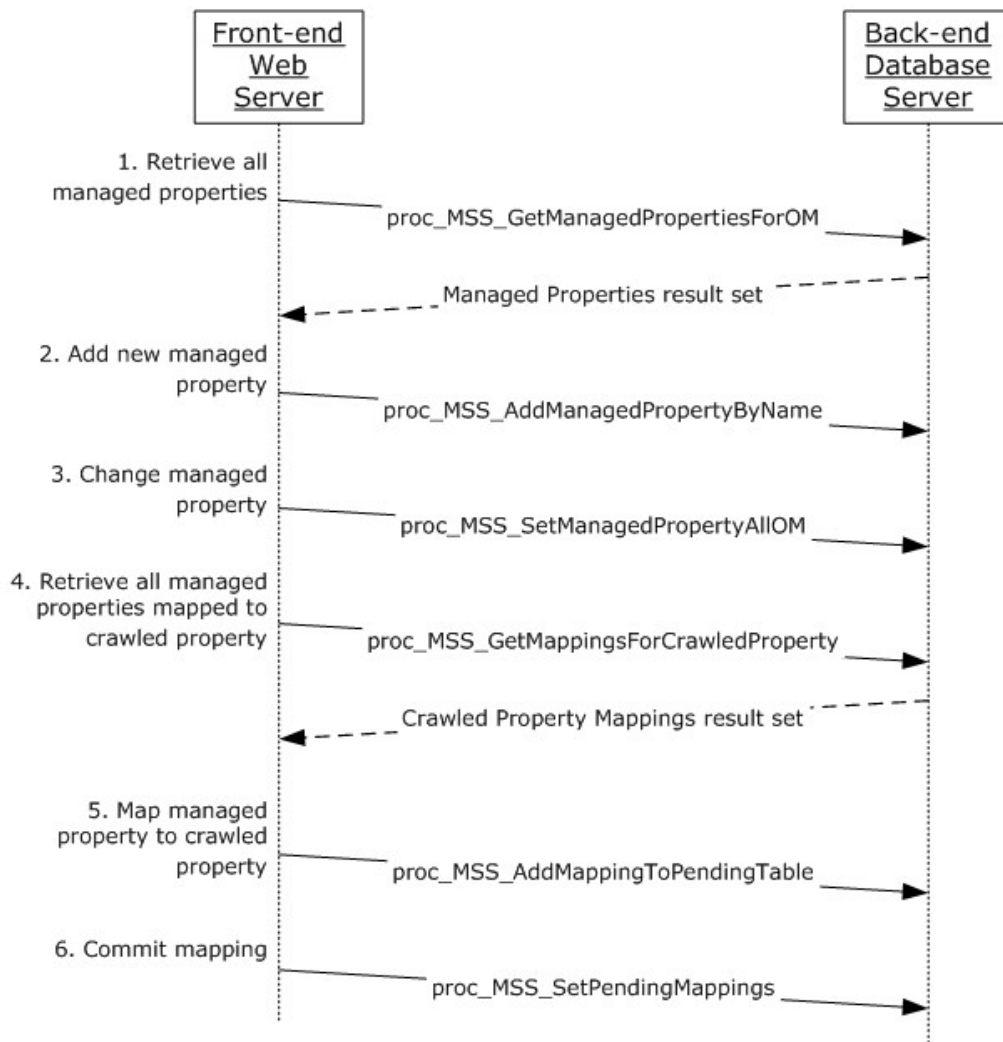 Front-end
Web
Server
Back-end
Database
Server
1. Retrieve all
managed properties
proc_MSS_GetManagedPropertiesForOM
Managed Properties result set
2. Add new managed
property
proc_MSS_AddManagedPropertyByName
3. Change managed
property
proc_MSS_SetManagedPropertyAllOM
4. Retrieve all managed
properties mapped to
crawled property
proc_MSS_GetMappingsForCrawledProperty
Crawled Property Mappings result set
5. Map managed
property to crawled
property
proc_MSS_AddMappingToPendingTable
6. Commit mapping
proc_MSS_SetPendingMappings